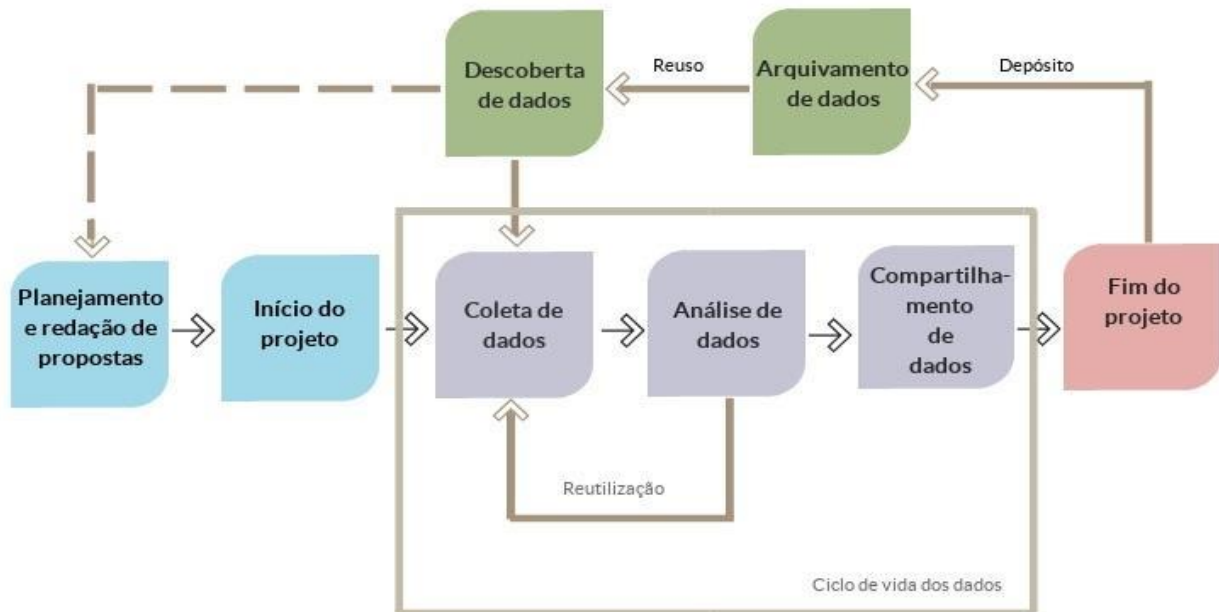 Descoberta
de dados
Reuso
Arquivamento
de dados
Depósito
Planejamento
e redação de
propostas
Início do
projeto
Coleta de
dados
Análise de
dados
Compartilha-
mento
de
dados
Fim do
projeto
Reutilização
Ciclo de vida dos dados